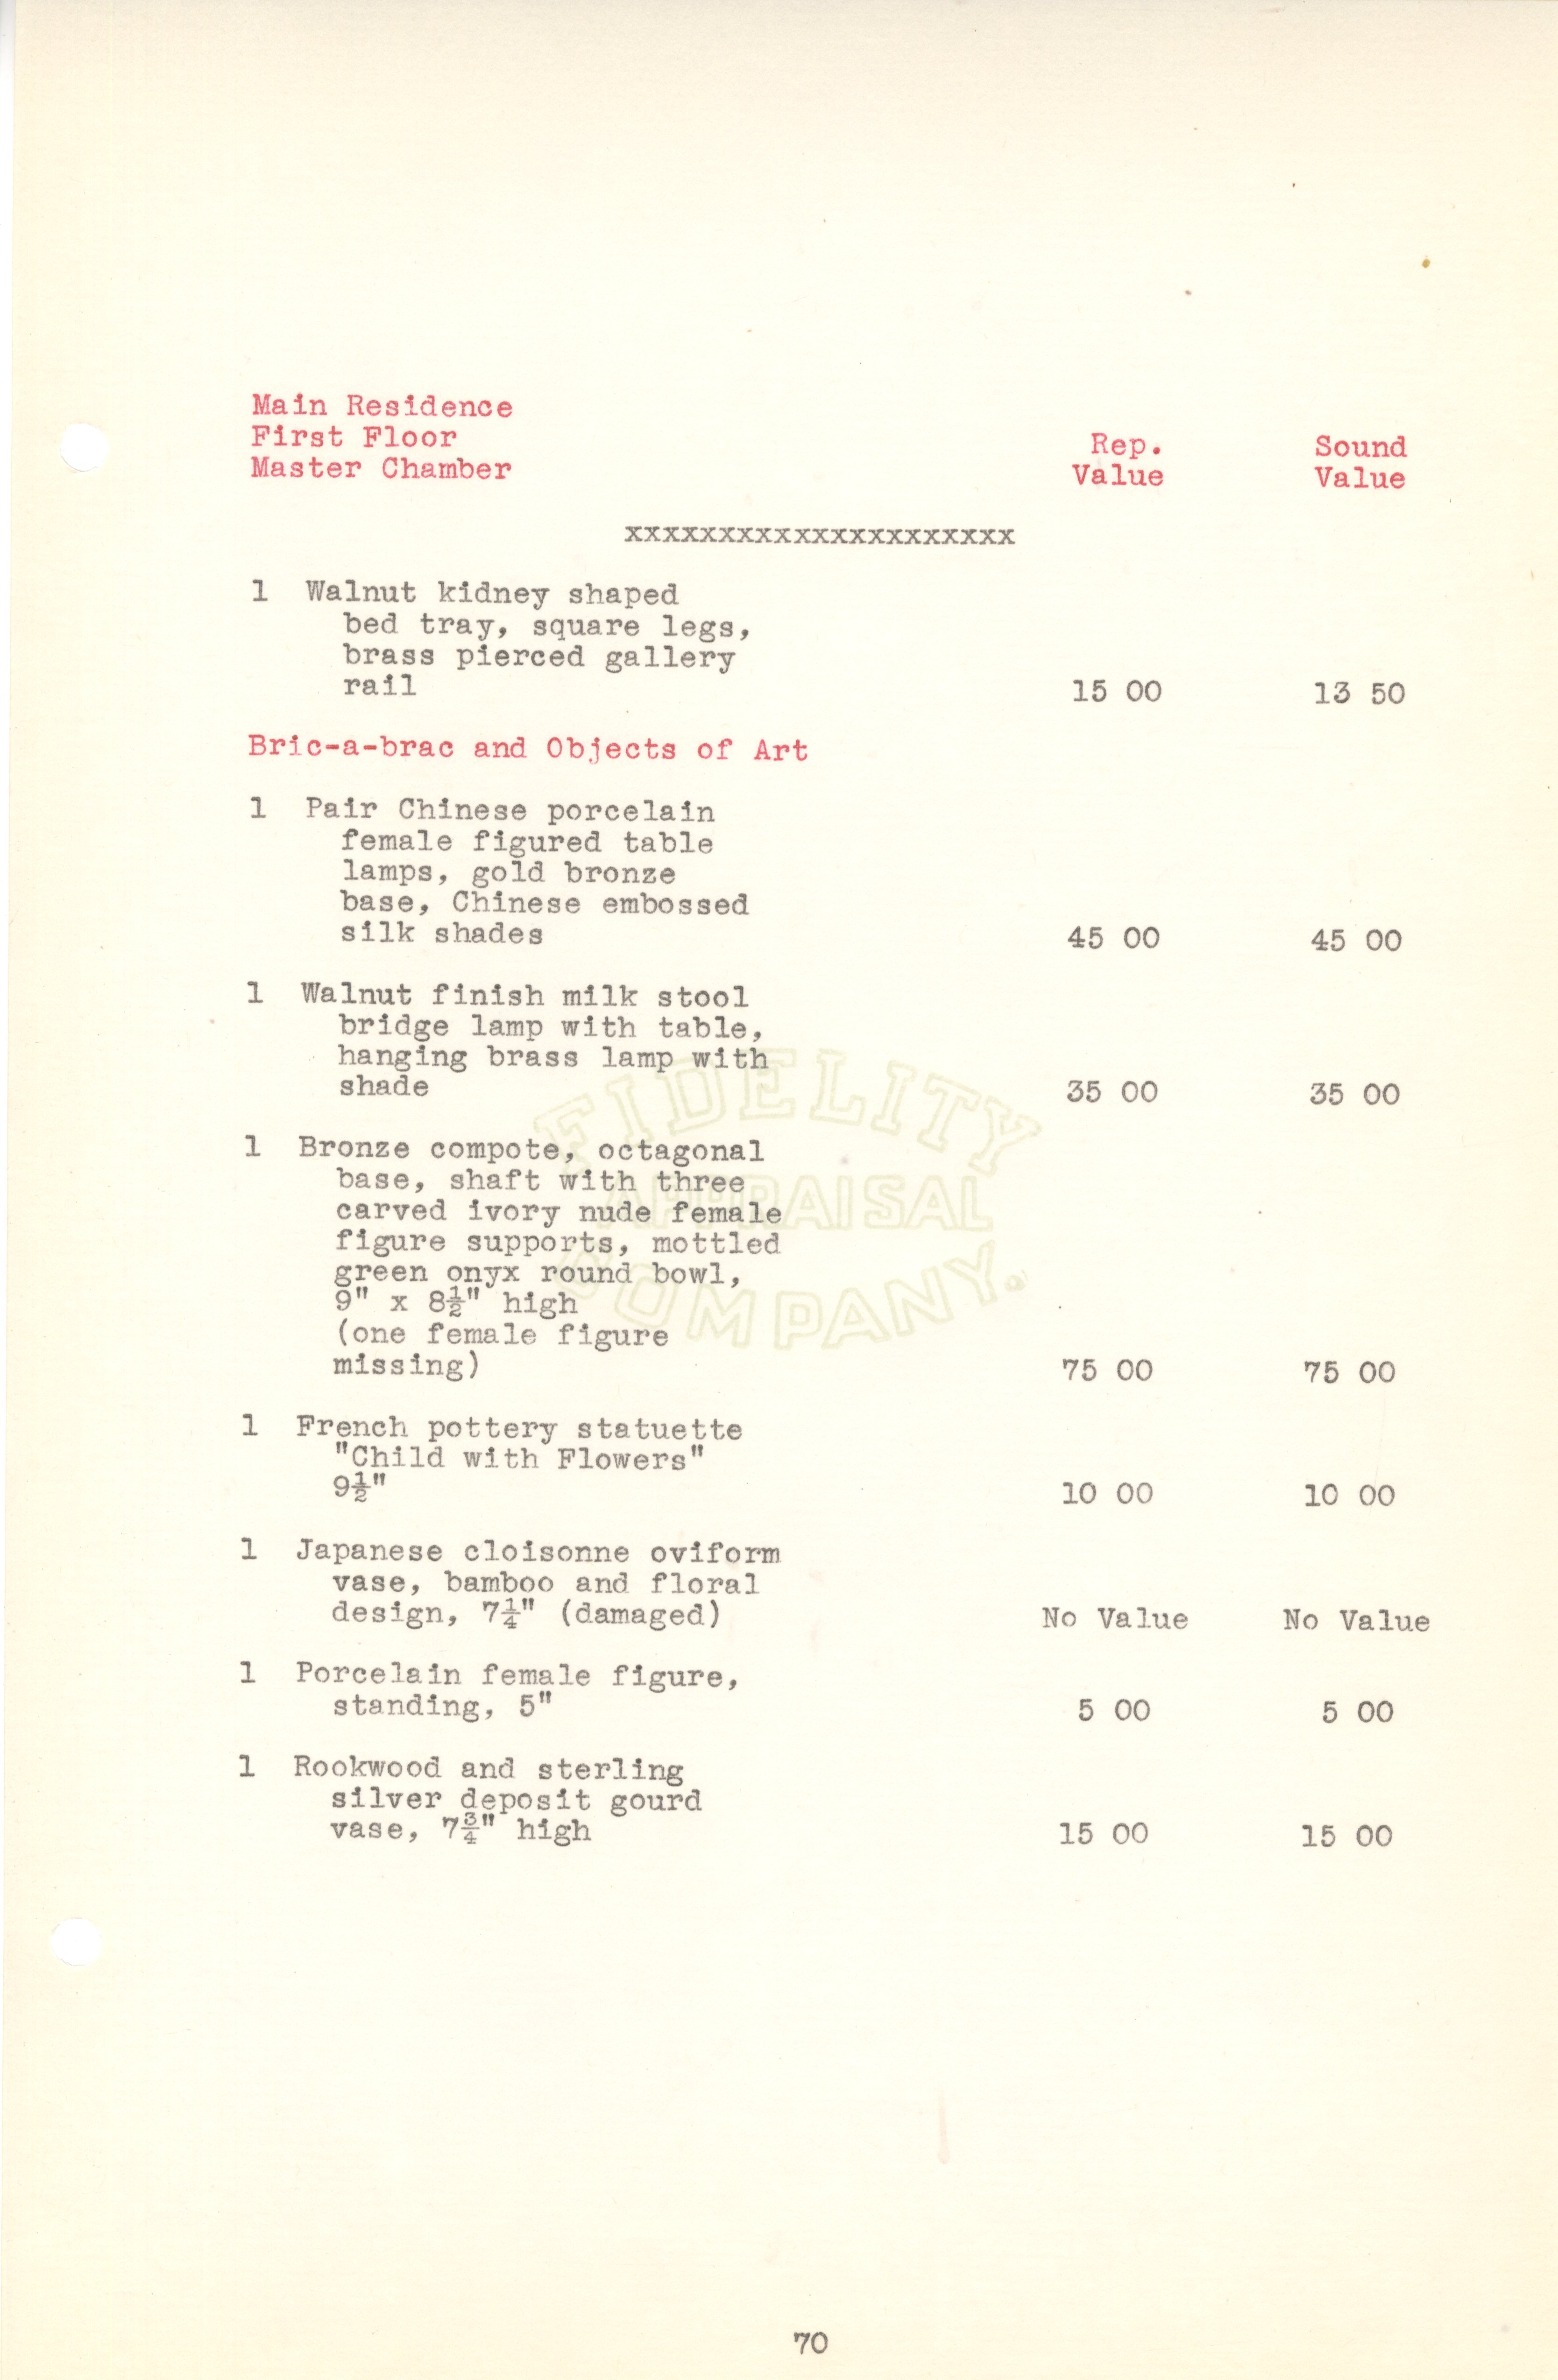 Main Residence
First Floor
Master Chamber
Rep. Value
Sound Value
xxxxxxxxxxxxxxxxxxxxx
1 Walnut kidney shaped
bed tray, square legs,
brass pierced gallery
rail 15 00 13 50
Bric-a-brac and Objects of Art
1 Pair Chinese porcelain
female figured table
lamps, gold bronze
base, Chinese embossed
silk shades 45 00 45 00
1 Walnut finish milk stool
bridge lamp with table,
hanging brass lamp with
shade 35 00 35 00
1 Bronze compote, octagonal
base, shaft with three
carved ivory nude female
figure supports, mottled
green onyx round bowl,
9" x 8½" high
(one female figure
missing) 75 00 75 00
1 French pottery statuette
"Child with Flowers"
9½" 10 00 10 00
1 Japanese cloisonne oviform
vase, bamboo and floral
design, 7¼" (damaged) No Value No Value
1 Porcelain female figure,
standing, 5" 5 00 5 00
1 Rookwood and sterling
silver deposit gourd
vase, 7¾" high 15 00 15 00
FIDELITY
APPRAISAL
COMPANY.
70